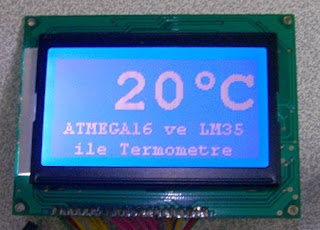 20°C
ATMEGA16 ve LM35
ile Termometre